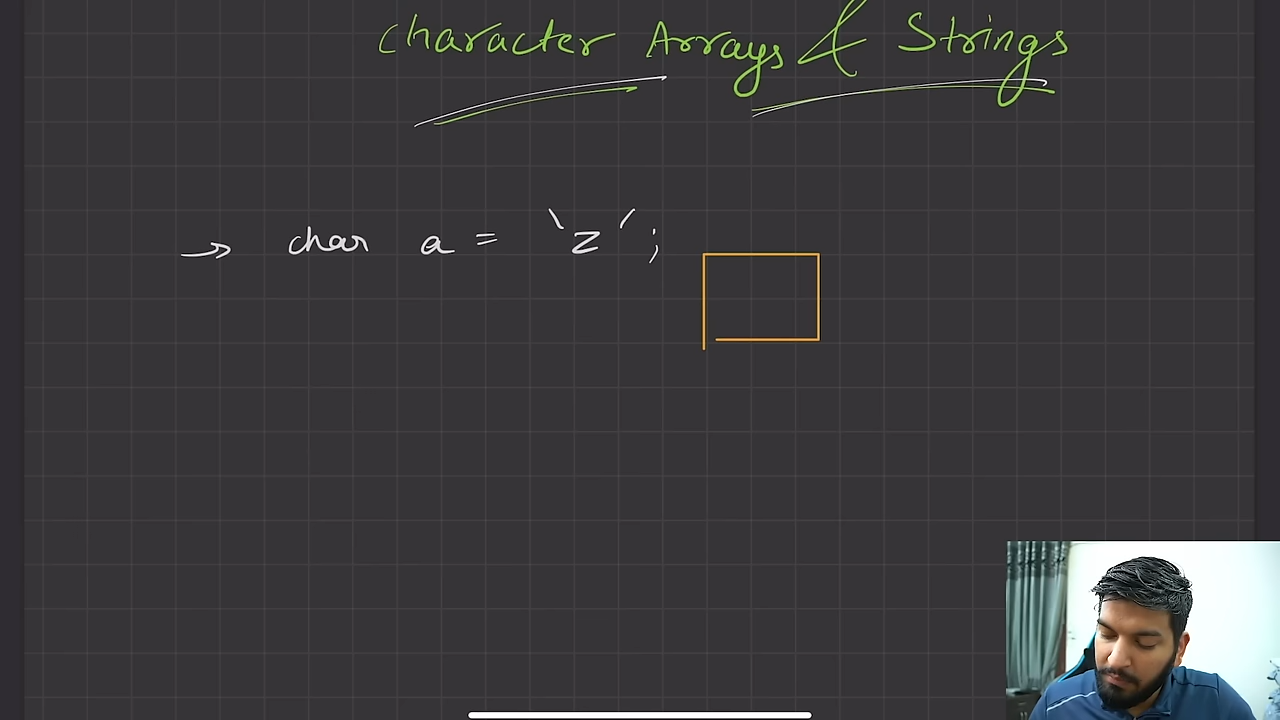 Character Arrays & Strings
→ char a = 'z';